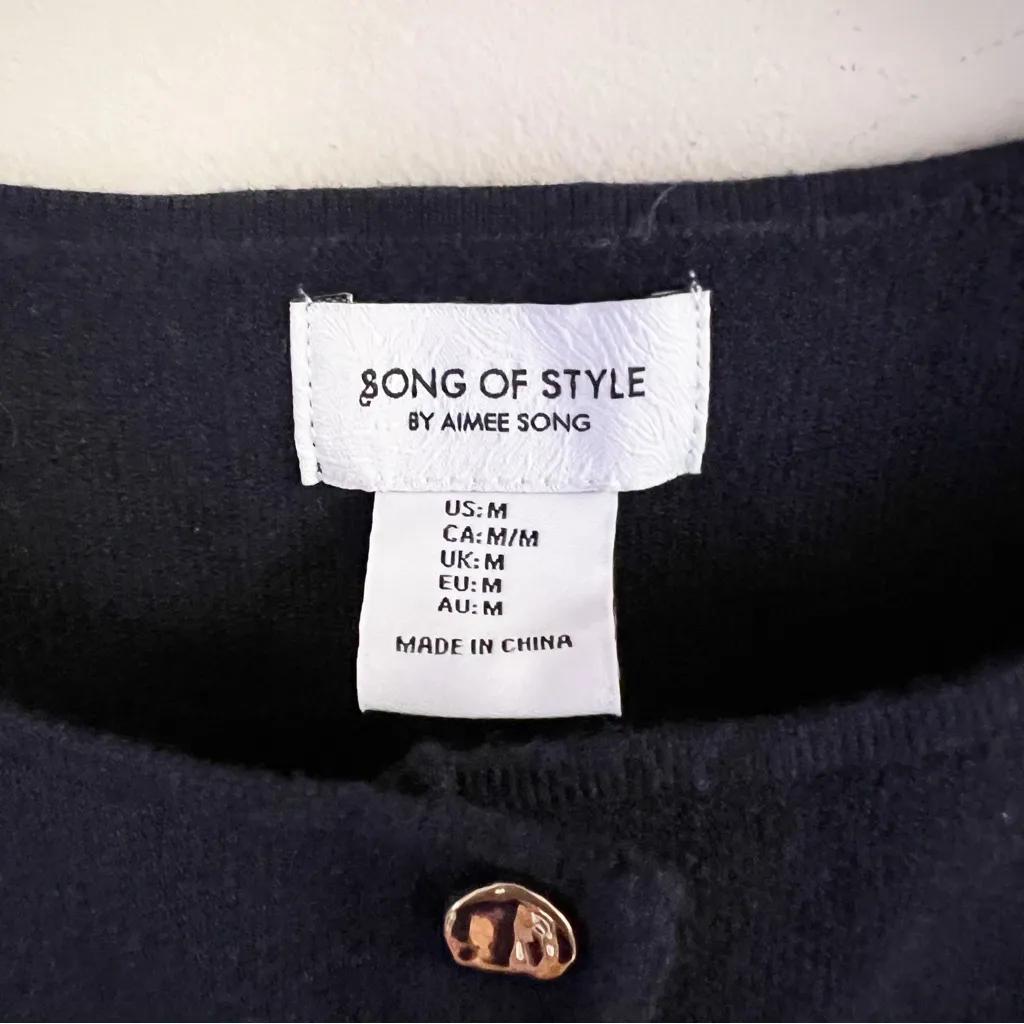 SONG OF STYLE
BY AIMEE SONG
US: M
CA: M/M
UK: M
EU: M
AU: M
MADE IN CHINA